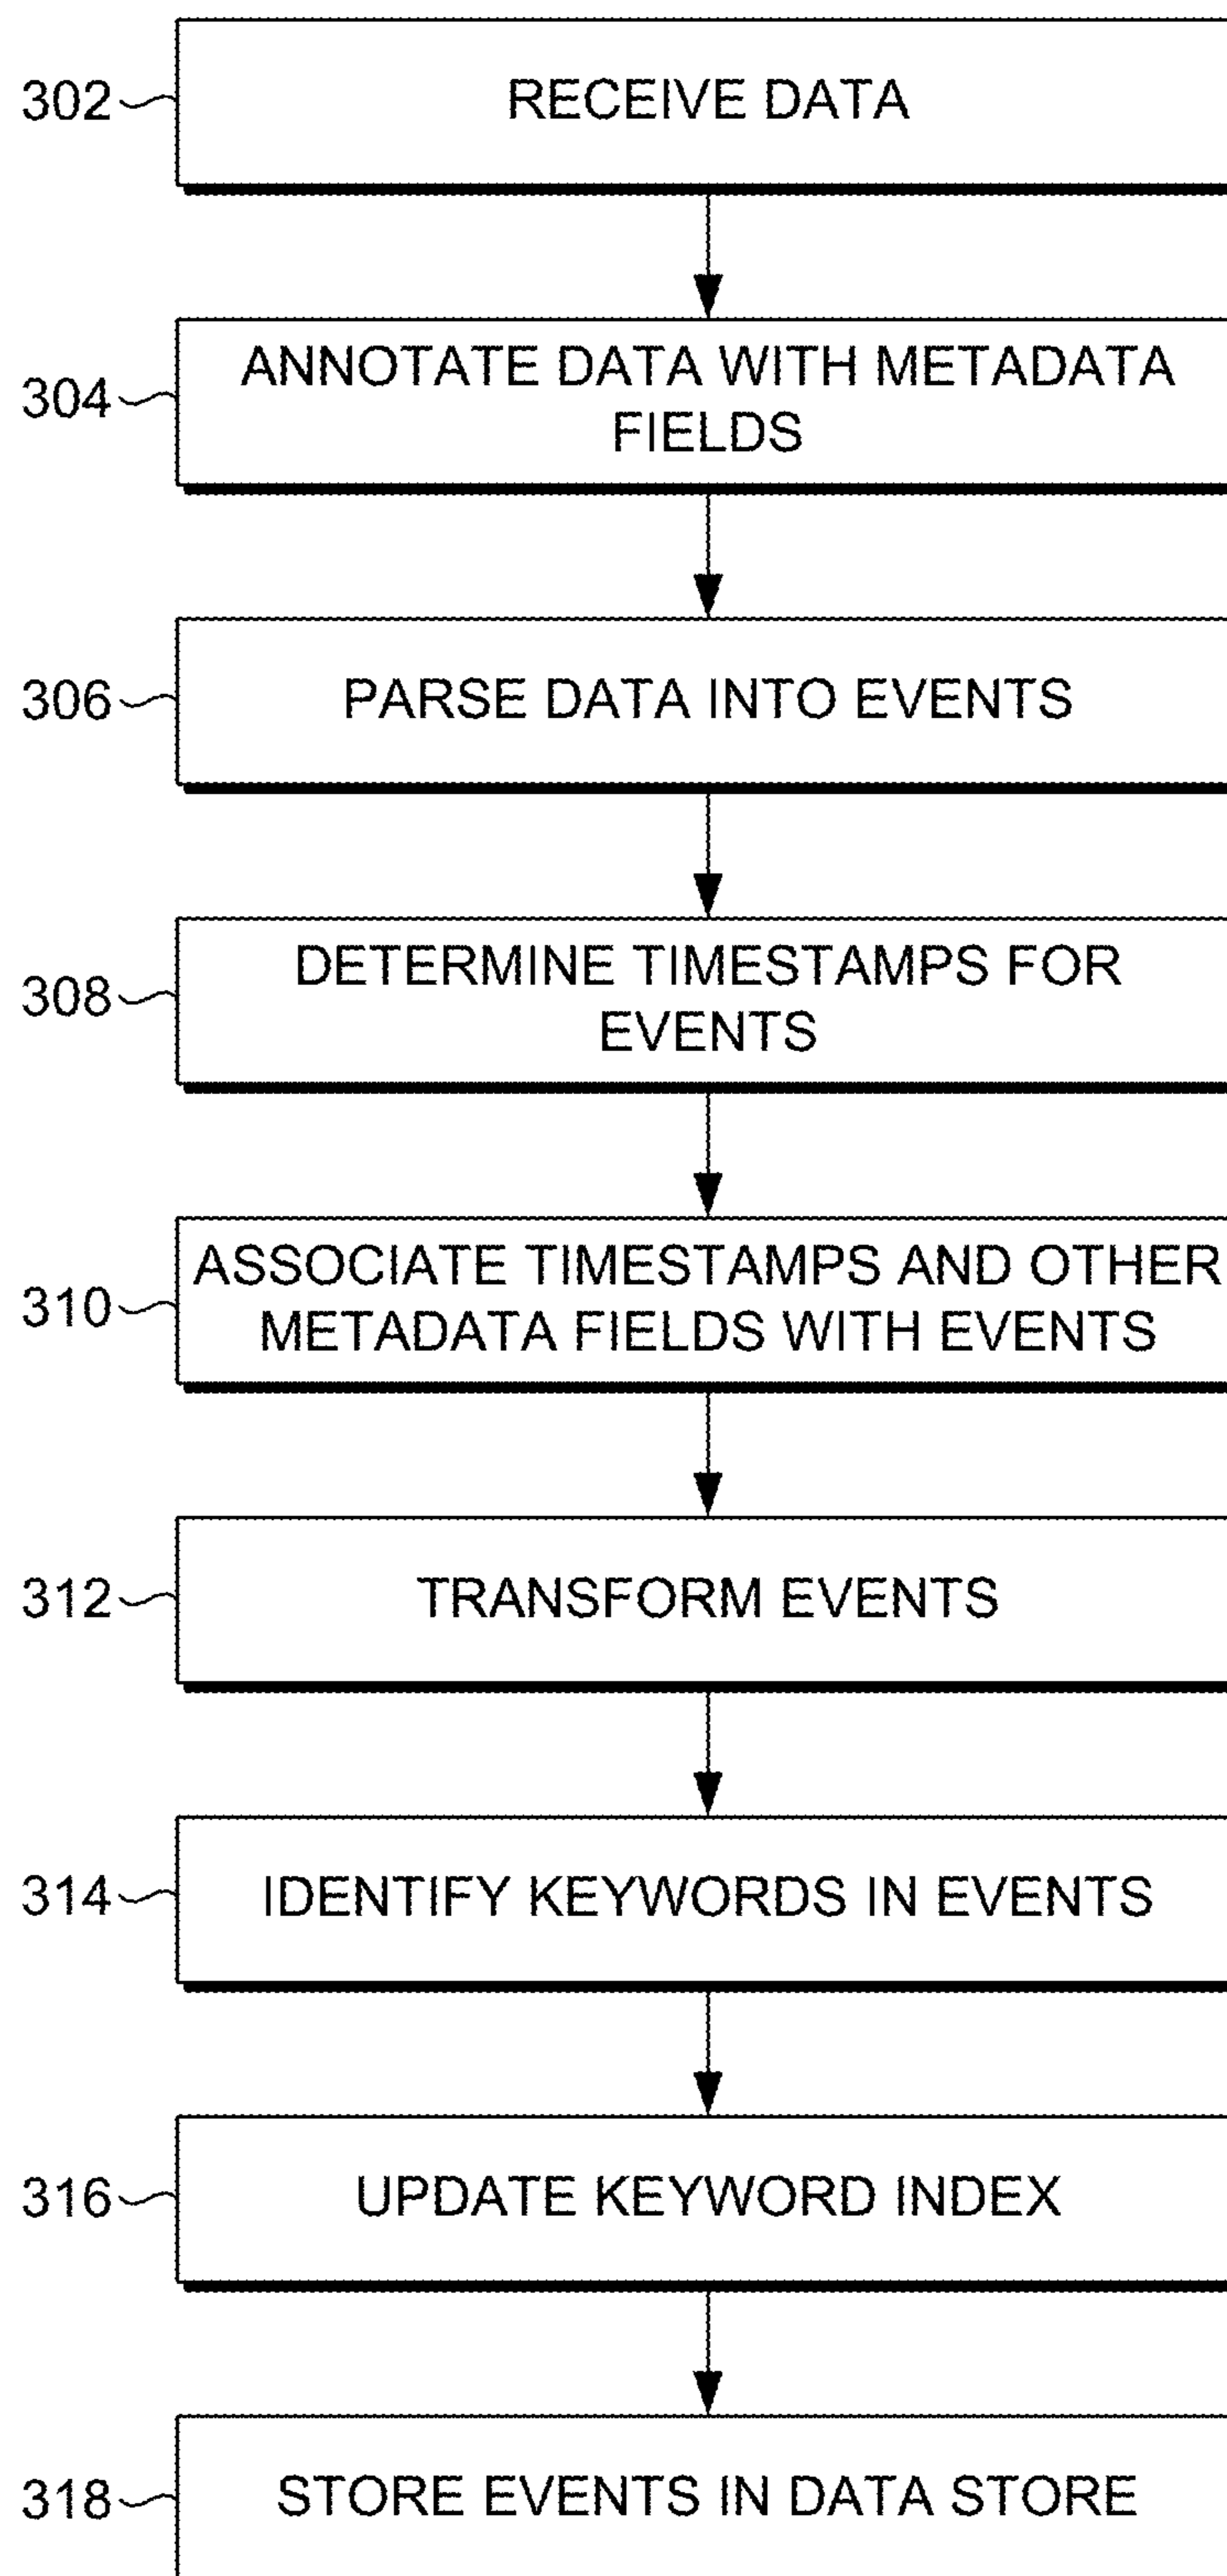 302
RECEIVE DATA
304
ANNOTATE DATA WITH METADATA
FIELDS
306
PARSE DATA INTO EVENTS
308
DETERMINE TIMESTAMPS FOR
EVENTS
310
ASSOCIATE TIMESTAMPS AND OTHER
METADATA FIELDS WITH EVENTS
312
TRANSFORM EVENTS
314
IDENTIFY KEYWORDS IN EVENTS
316
UPDATE KEYWORD INDEX
318
STORE EVENTS IN DATA STORE